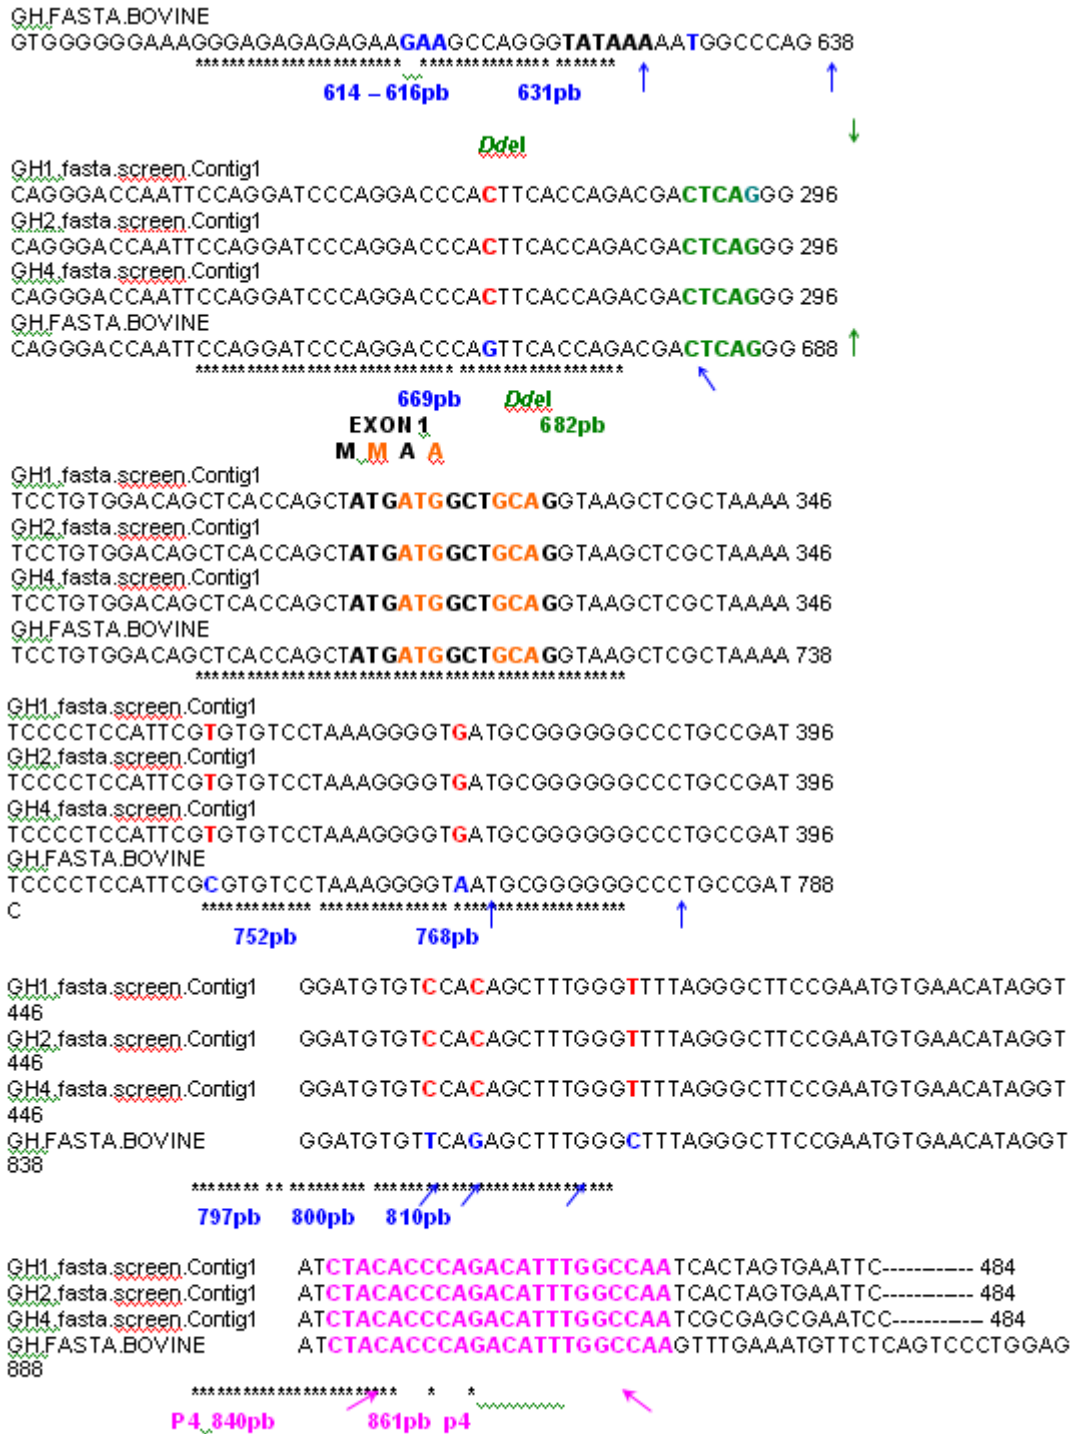 GH.FASTA.BOVINE
GTGGGGGGAAAGGGAGAGAGAGAAGAAGCCAGGGTATAAAAATGGCCCAG 638
********************** ************* *******
614 – 616pb 631pb
DdeI
GH1.fasta.screen.Contig1
CAGGGACCAATTCCAGGATCCCAGGACCCACTTCACCAGACGACTCAGGG 296
GH2.fasta.screen.Contig1
CAGGGACCAATTCCAGGATCCCAGGACCCACTTCACCAGACGACTCAGGG 296
GH4.fasta.screen.Contig1
CAGGGACCAATTCCAGGATCCCAGGACCCACTTCACCAGACGACTCAGGG 296
GH.FASTA.BOVINE
CAGGGACCAATTCCAGGATCCCAGGACCCAGTTCACCAGACGACTCAGGG 688
****************************** *******************
669pb DdeI
EXON 1 682pb
M M A A
GH1.fasta.screen.Contig1
TCCTGTGGACAGCTCACCAGCTATGATGGCTGCAGGTAAGCTCGCTAAAA 346
GH2.fasta.screen.Contig1
TCCTGTGGACAGCTCACCAGCTATGATGGCTGCAGGTAAGCTCGCTAAAA 346
GH4.fasta.screen.Contig1
TCCTGTGGACAGCTCACCAGCTATGATGGCTGCAGGTAAGCTCGCTAAAA 346
GH.FASTA.BOVINE
TCCTGTGGACAGCTCACCAGCTATGATGGCTGCAGGTAAGCTCGCTAAAA 738
**************************************************
GH1.fasta.screen.Contig1
TCCCCTCCATTCGTGTGTCCTAAAGGGGTGATGCGGGGGGCCCTGCCGAT 396
GH2.fasta.screen.Contig1
TCCCCTCCATTCGTGTGTCCTAAAGGGGTGATGCGGGGGGCCCTGCCGAT 396
GH4.fasta.screen.Contig1
TCCCCTCCATTCGTGTGTCCTAAAGGGGTGATGCGGGGGGCCCTGCCGAT 396
GH.FASTA.BOVINE
TCCCCTCCATTCGCGTGTCCTAAAGGGGTAATGCGGGGGGCCCTGCCGAT 788
C
************* *************** ********************
752pb 768pb
GH1.fasta.screen.Contig1 GGATGTGTCCACAGCTTTGGGTTTTAGGGCTTCCGAATGTGAACATAGGT
446
GH2.fasta.screen.Contig1 GGATGTGTCCACAGCTTTGGGTTTTAGGGCTTCCGAATGTGAACATAGGT
446
GH4.fasta.screen.Contig1 GGATGTGTCCACAGCTTTGGGTTTTAGGGCTTCCGAATGTGAACATAGGT
446
GH.FASTA.BOVINE GGATGTGTTCAGAGCTTTGGGCTTTAGGGCTTCCGAATGTGAACATAGGT
838
******** ** ********* ****************************
797pb 800pb 810pb
GH1.fasta.screen.Contig1 ATCTACACCCAGACATTTGGCCAATCACTAGTGAATTC------------ 484
GH2.fasta.screen.Contig1 ATCTACACCCAGACATTTGGCCAATCACTAGTGAATTC------------ 484
GH4.fasta.screen.Contig1 ATCTACACCCAGACATTTGGCCAATCGCGAGCGAATCC------------ 484
GH.FASTA.BOVINE ATCTACACCCAGACATTTGGCCAAGTTTGAAATGTTCTCAGTCCCTGGAG
888
************************ * *
P4 840pb 861pb p4